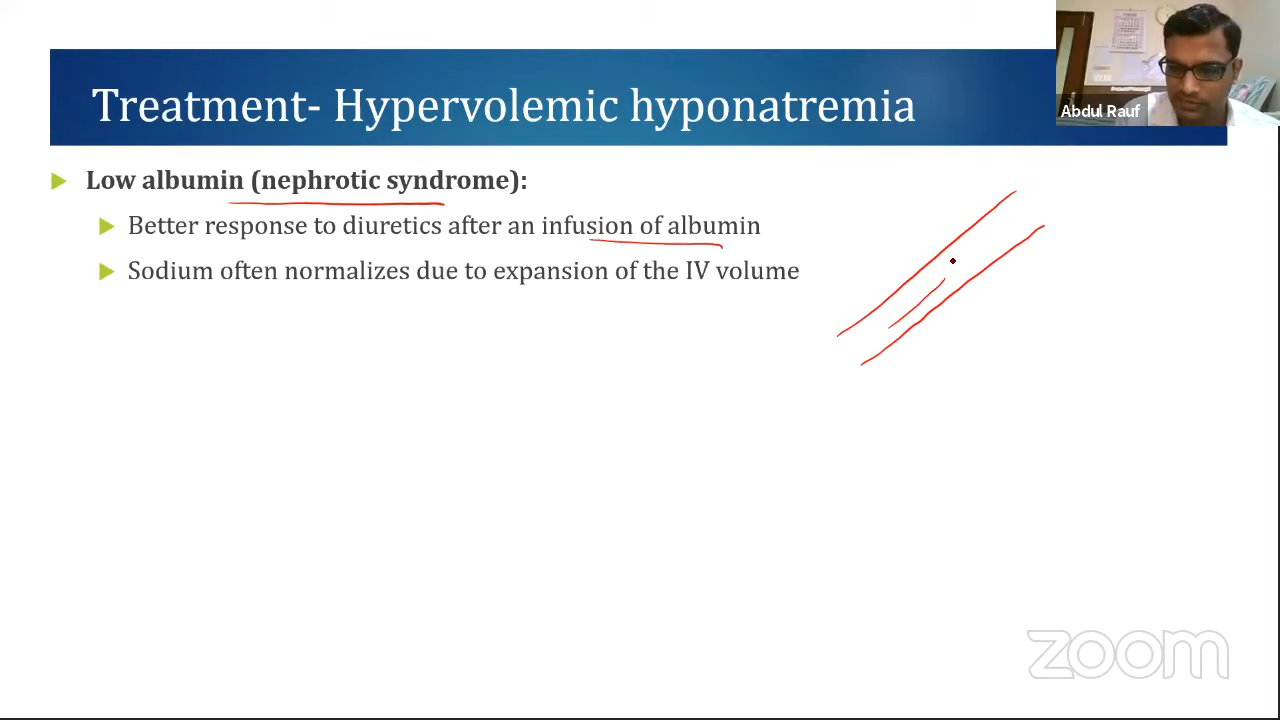 Treatment- Hypervolemic hyponatremia
Abdul Rauf
Low albumin (nephrotic syndrome):
Better response to diuretics after an infusion of albumin
Sodium often normalizes due to expansion of the IV volume
zoom